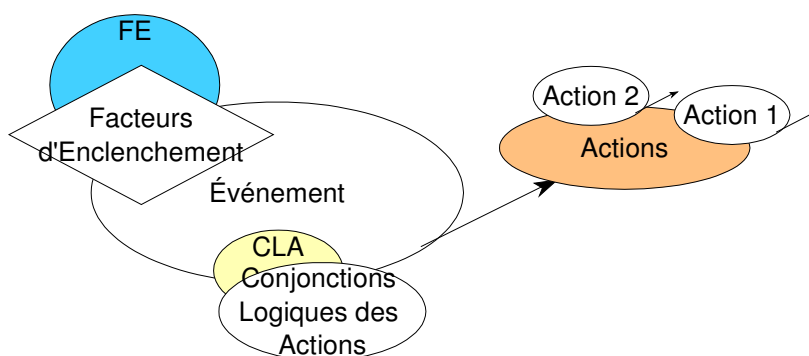 FE
Facteurs
d'Enclenchement
Événement
CLA
Conjonctions
Logiques des
Actions
Action 2
Action 1
Actions